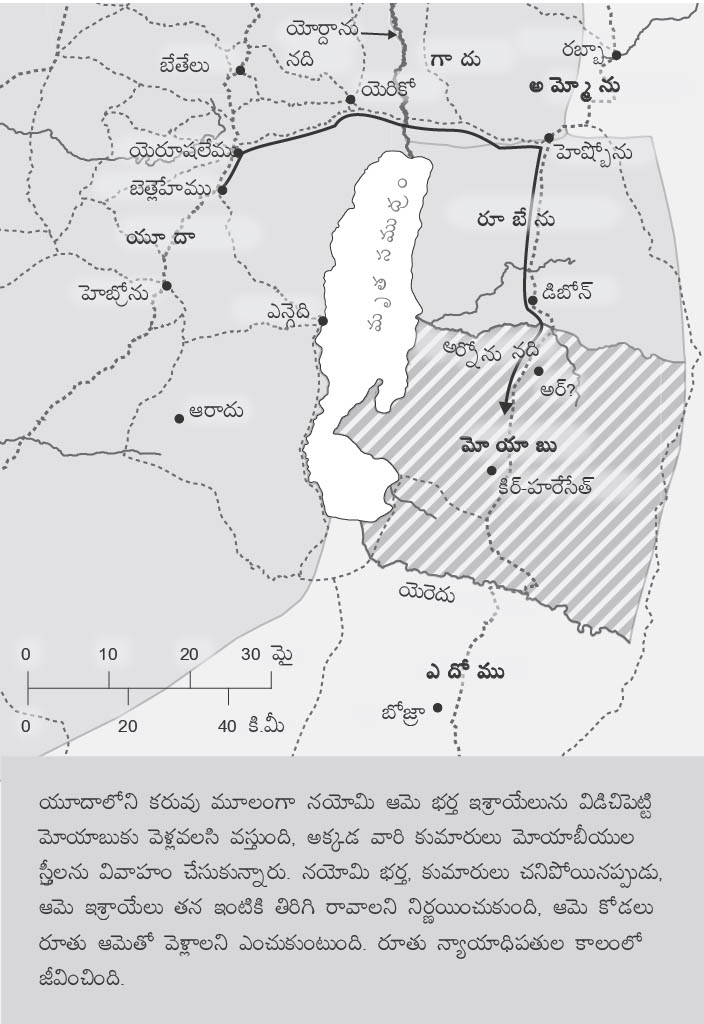 యోర్దాను
నది
గాదు
రబ్బా
బేతేలు
అమ్మోను
యెరికో
యెరూషలేము
హెష్బోను
బెత్లెహేము
రూబేను
యూదా
మృత సముద్రం
హెబ్రోను
డిబోన్
ఎన్గెది
అర్నోను నది
అర్?
ఆరాదు
మోయాబు
కిర్-హరేసేత్
యెరెదు
0 10 20 30 మై
ఎదోము
బోజ్రా
0 20 40 కి.మీ
యూదాలోని కరువు మూలంగా నయోమి ఆమె భర్త ఇశ్రాయేలును విడిచిపెట్టి
మోయాబుకు వెళ్లవలసి వస్తుంది, అక్కడ వారి కుమారులు మోయాబీయుల
స్త్రీలను వివాహం చేసుకున్నారు. నయోమి భర్త, కుమారులు చనిపోయినప్పుడు,
ఆమె ఇశ్రాయేలు తన ఇంటికి తిరిగి రావాలని నిర్ణయించుకుంది, ఆమె కోడలు
రూతు ఆమెతో వెళ్లాలని ఎంచుకుంటుంది. రూతు న్యాయాధిపతుల కాలంలో
జీవించింది.